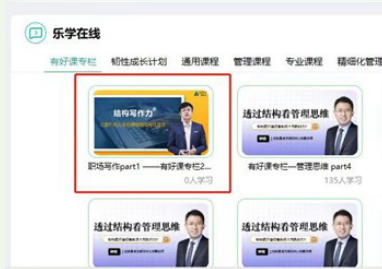 乐学在线
有好课专栏 韧性成长计划 通用课程 管理课程 专业课程 精细化管
结构写作力
职场写作part1 ——有好课专栏2...
0人学习
透过结构看管理思维
有好课专栏—管理思维 part4
135人学习
透过结构看管理思维
透过结构看管理思维